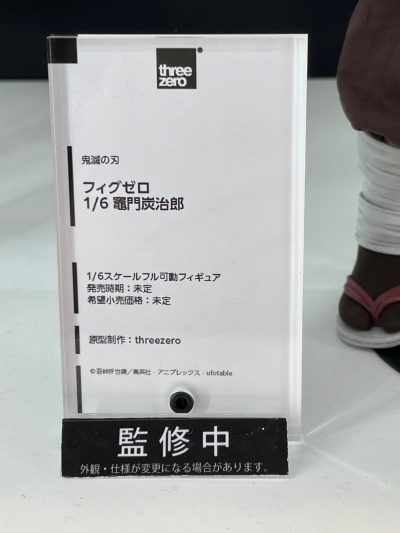 three
zero
鬼滅の刃
フィグゼロ
1/6 竈門炭治郎
1/6スケールフル可動フィギュア
発売時期：未定
希望小売価格：未定
原型制作：threezero
©吾峠呼世晴／集英社・アニプレックス・ufotable
監修中
外観・仕様が変更になる場合があります。